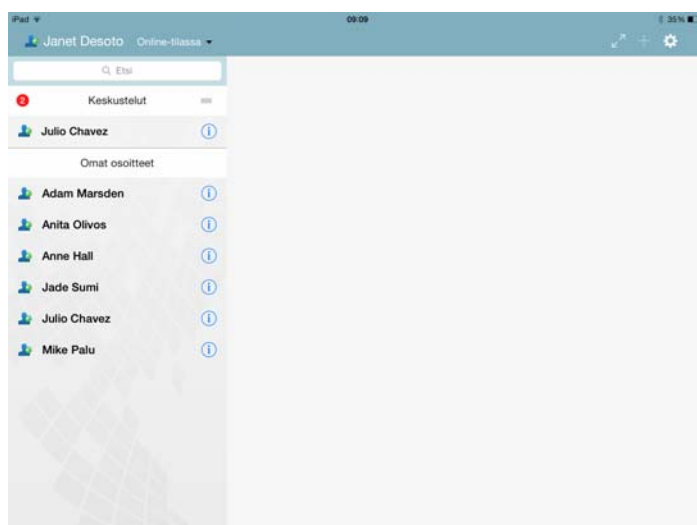 iPad 09:09 35%
Janet Desoto Online-tilassa
Etsi
2 Keskustelut
Julio Chavez
Omat osoitteet
Adam Marsden
Anita Olivos
Anne Hall
Jade Sumi
Julio Chavez
Mike Palu